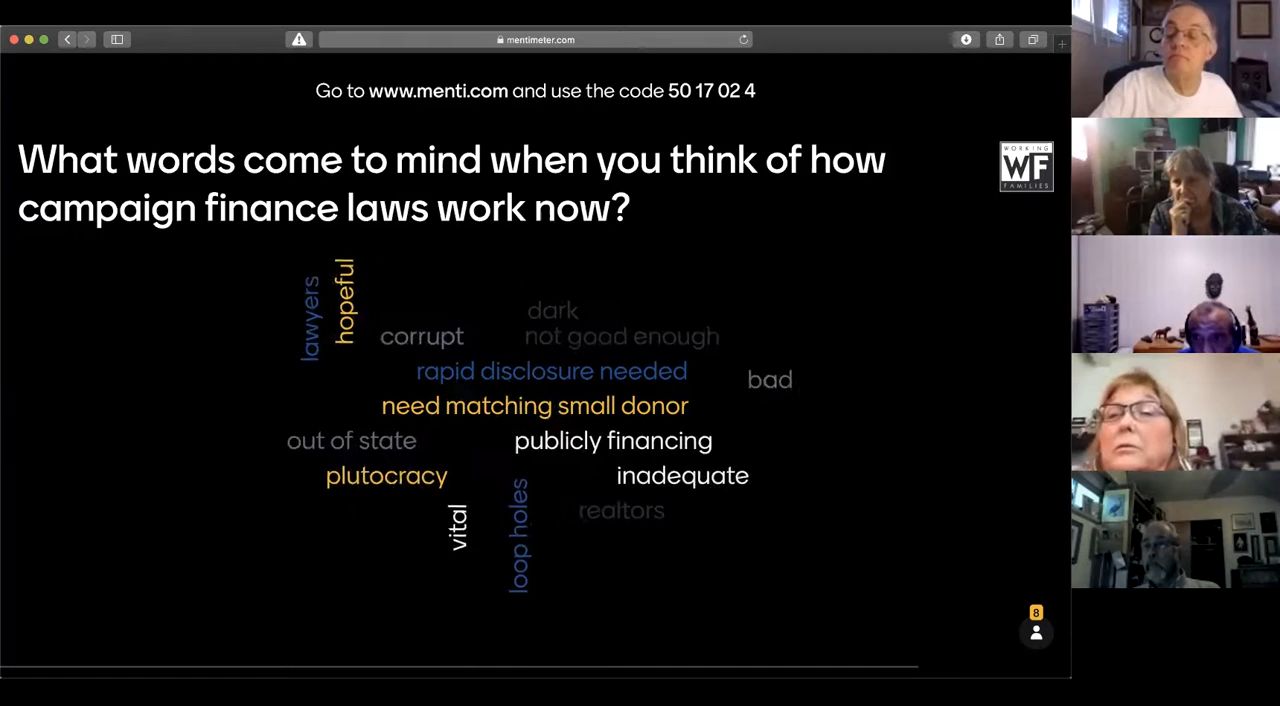 mentimeter.com
Go to www.menti.com and use the code 50 17 02 4
What words come to mind when you think of how
campaign finance laws work now?
WORKING
WF
FAMILIES
lawyers
hopeful
dark
corrupt
not good enough
rapid disclosure needed
bad
need matching small donor
out of state
publicly financing
plutocracy
inadequate
vital
loop holes
realtors
8